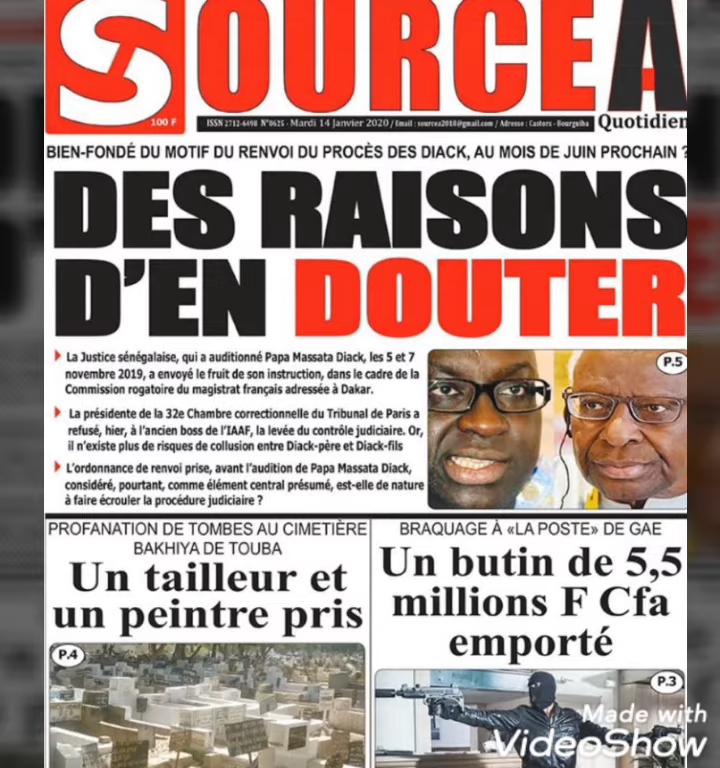 SOURCE A
100 F
ISSN 2712-6498 N°0625 - Mardi 14 Janvier 2020 / Email : sourcea2018@gmail.com / Adresse : Castors - Bourguiba
Quotidien
BIEN-FONDÉ DU MOTIF DU RENVOI DU PROCÈS DES DIACK, AU MOIS DE JUIN PROCHAIN ?
DES RAISONS
D'EN DOUTER
La Justice sénégalaise, qui a auditionné Papa Massata Diack, les 5 et 7
novembre 2019, a envoyé le fruit de son instruction, dans le cadre de la
Commission rogatoire du magistrat français adressée à Dakar.
La présidente de la 32e Chambre correctionnelle du Tribunal de Paris a
refusé, hier, à l'ancien boss de l'IAAF, la levée du contrôle judiciaire. Or,
il n'existe plus de risques de collusion entre Diack-père et Diack-fils
L'ordonnance de renvoi prise, avant l'audition de Papa Massata Diack,
considéré, pourtant, comme élément central présumé, est-elle de nature
à faire écrouler la procédure judiciaire ?
P.5
PROFANATION DE TOMBES AU CIMETIÈRE
BAKHIYA DE TOUBA
Un tailleur et
un peintre pris
P.4
BRAQUAGE À «LA POSTE» DE GAE
Un butin de 5,5
millions F Cfa
emporté
P.3
Made with
VideoShow